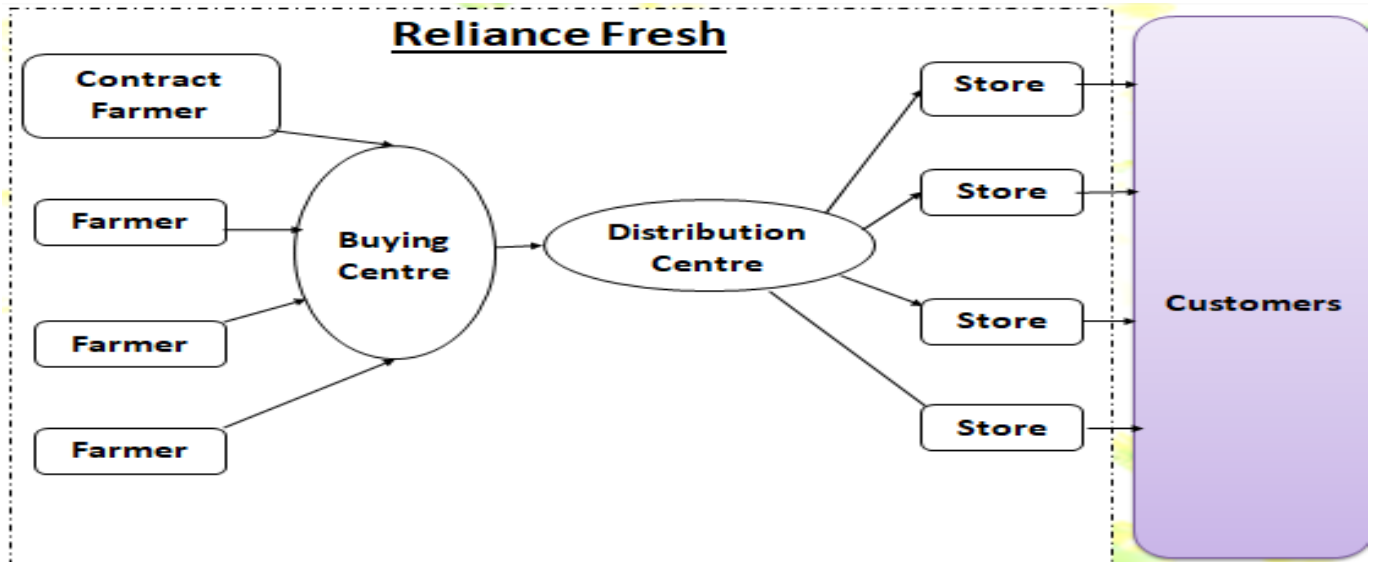 Reliance Fresh
Contract
Farmer
Farmer
Farmer
Farmer
Buying
Centre
Distribution
Centre
Store
Store
Store
Store
Customers